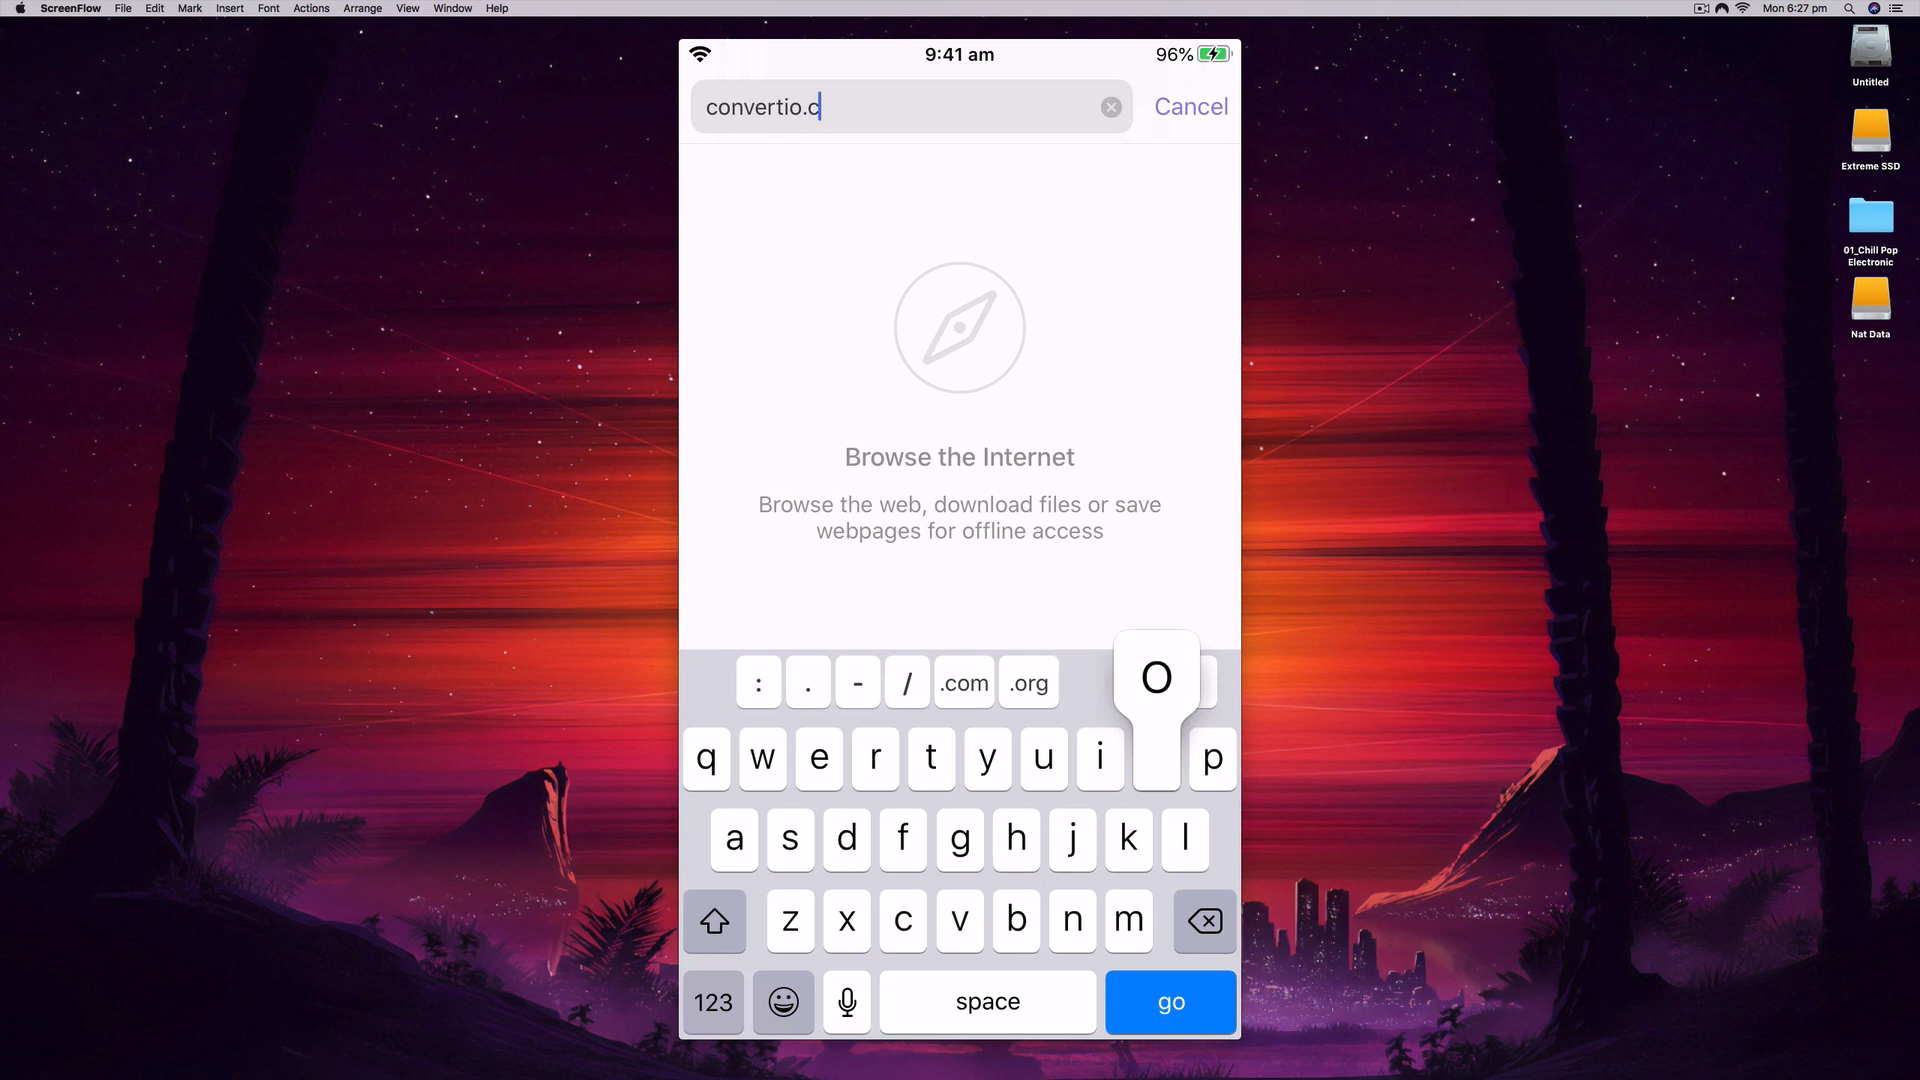 ScreenFlow File Edit Mark Insert Font Actions Arrange View Window Help Mon 6:27 pm
9:41 am 96%
convertio.c Cancel
Untitled
Extreme SSD
01_Chill Pop
Electronic
Nat Data
Browse the Internet
Browse the web, download files or save
webpages for offline access
: . - / .com .org O
q w e r t y u i p
a s d f g h j k l
z x c v b n m
123 space go